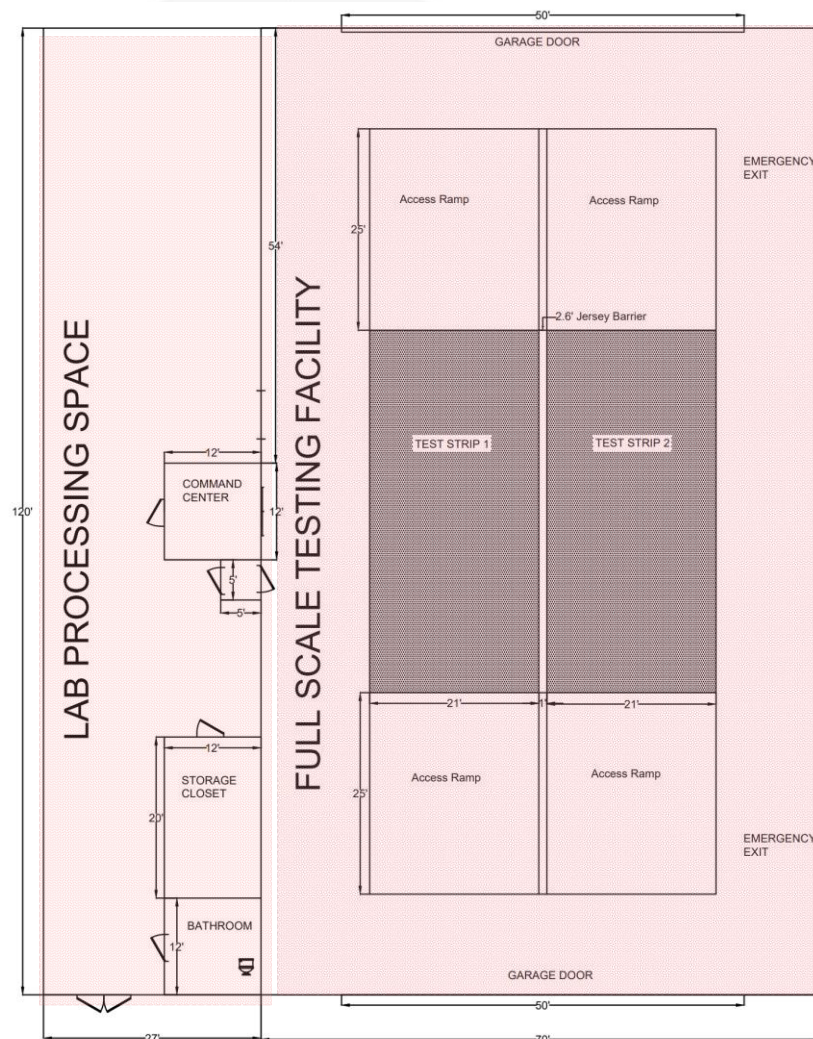 50'
GARAGE DOOR
EMERGENCY
EXIT
Access Ramp
Access Ramp
25'
54'
2.6' Jersey Barrier
LAB PROCESSING SPACE
FULL SCALE TESTING FACILITY
TEST STRIP 1
TEST STRIP 2
12'
COMMAND
CENTER
120'
12'
5'
5'
21'
1'
21'
12'
STORAGE
CLOSET
20'
Access Ramp
Access Ramp
25'
EMERGENCY
EXIT
BATHROOM
12'
GARAGE DOOR
50'
27'